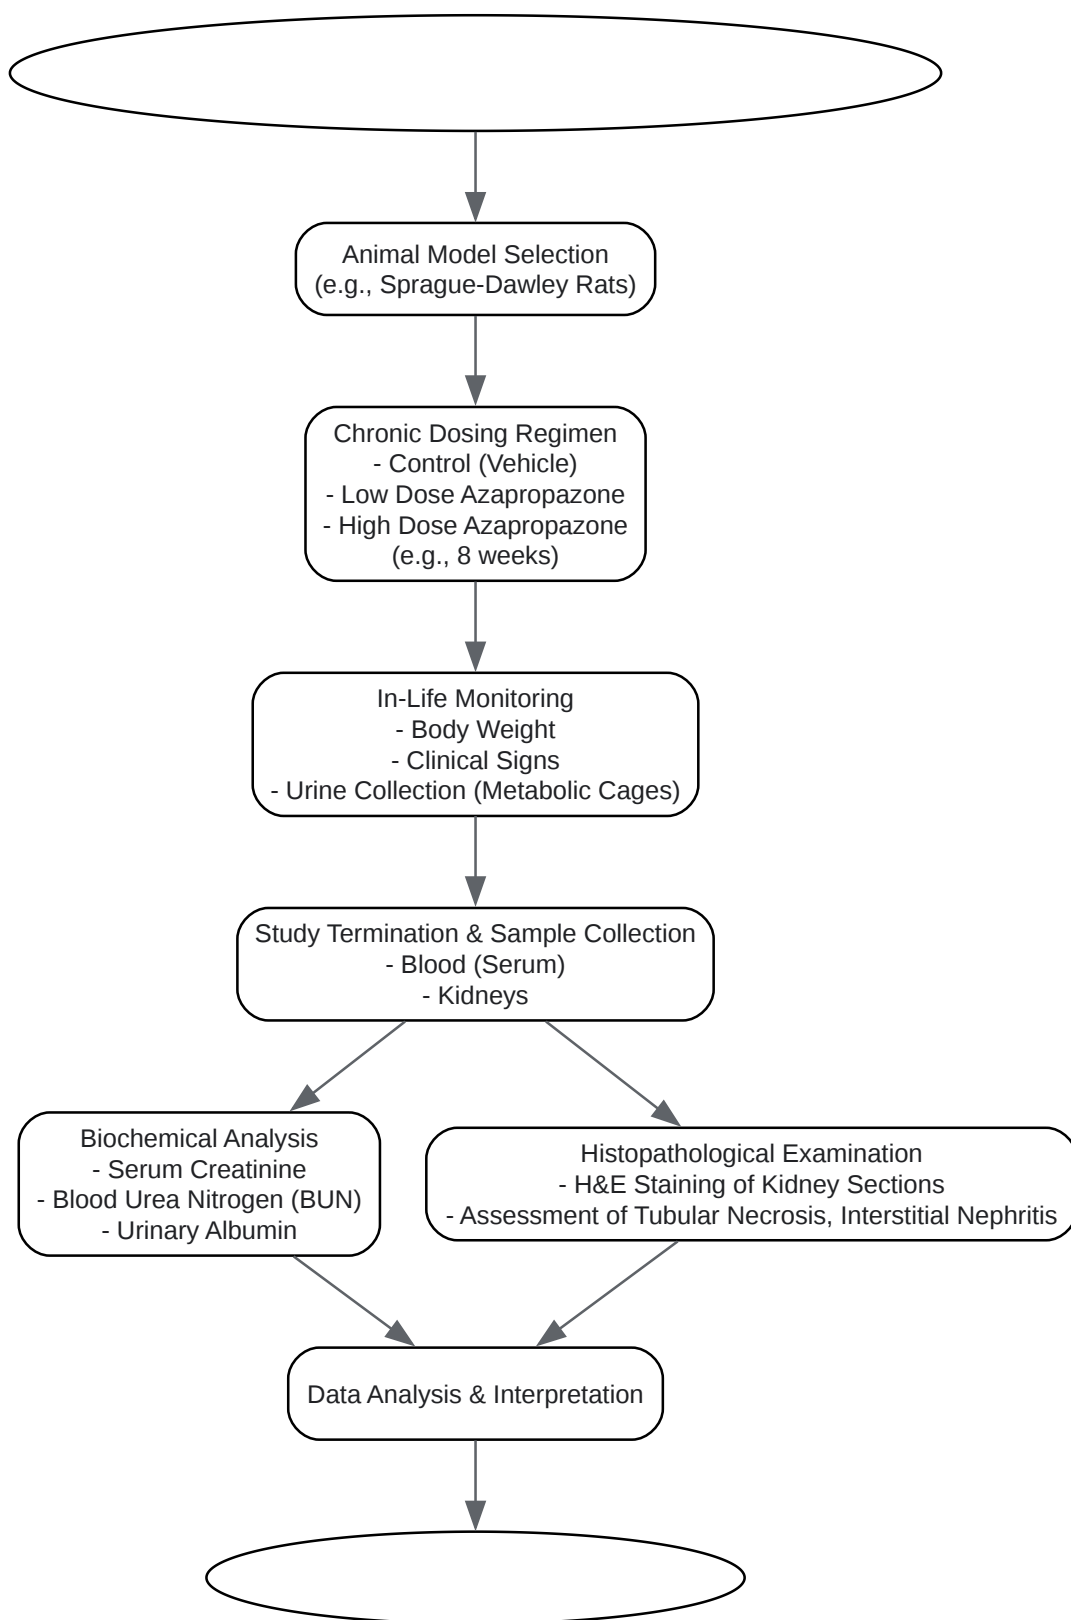 Animal Model Selection
(e.g., Sprague-Dawley Rats)
Chronic Dosing Regimen
- Control (Vehicle)
- Low Dose Azapropazone
- High Dose Azapropazone
(e.g., 8 weeks)
In-Life Monitoring
- Body Weight
- Clinical Signs
- Urine Collection (Metabolic Cages)
Study Termination & Sample Collection
- Blood (Serum)
- Kidneys
Biochemical Analysis
- Serum Creatinine
- Blood Urea Nitrogen (BUN)
- Urinary Albumin
Histopathological Examination
- H&E Staining of Kidney Sections
- Assessment of Tubular Necrosis, Interstitial Nephritis
Data Analysis & Interpretation